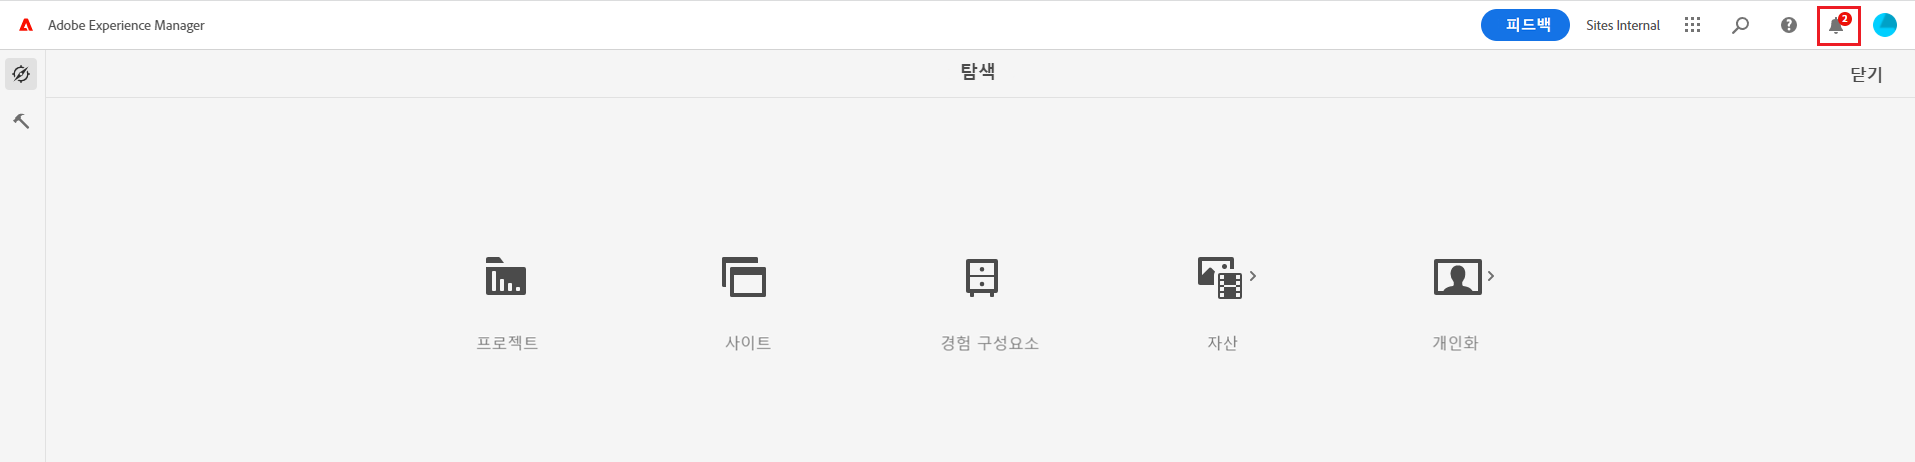 Adobe Experience Manager
피드백
Sites Internal
2
탐색
닫기
프로젝트
사이트
경험 구성요소
자산
개인화